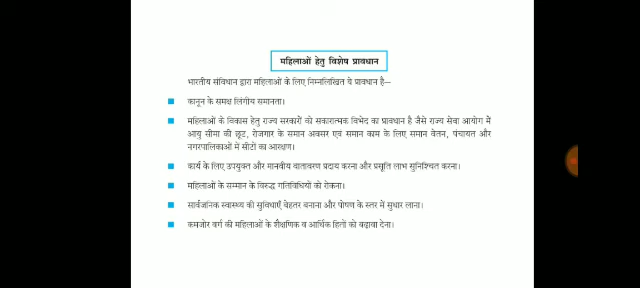 महिलाओं हेतु विशेष प्रावधान
भारतीय संविधान द्वारा महिलाओं के लिए निम्नलिखित ये प्रावधान है—
कानून के समक्ष लिंगीय समानता।
महिलाओं के विकास हेतु राज्य सरकारों को सकारात्मक विभेद का प्रावधान है जैसे राज्य सेवा आयोग में
आयु सीमा की छूट, रोजगार के समान अवसर एवं समान काम के लिए समान वेतन, पंचायत और
नगरपालिकाओं में सीटों का आरक्षण।
कार्य के लिए उपयुक्त और मानवीय वातावरण प्रदाय करना और प्रसूति लाभ सुनिश्चित करना।
महिलाओं के सम्मान के विरुद्ध गतिविधियों को रोकना।
सार्वजनिक स्वास्थ्य की सुविधाएँ बेहतर बनाना और पोषण के स्तर में सुधार लाना।
कमजोर वर्ग की महिलाओं के शैक्षणिक व आर्थिक हितों को बढ़ावा देना।